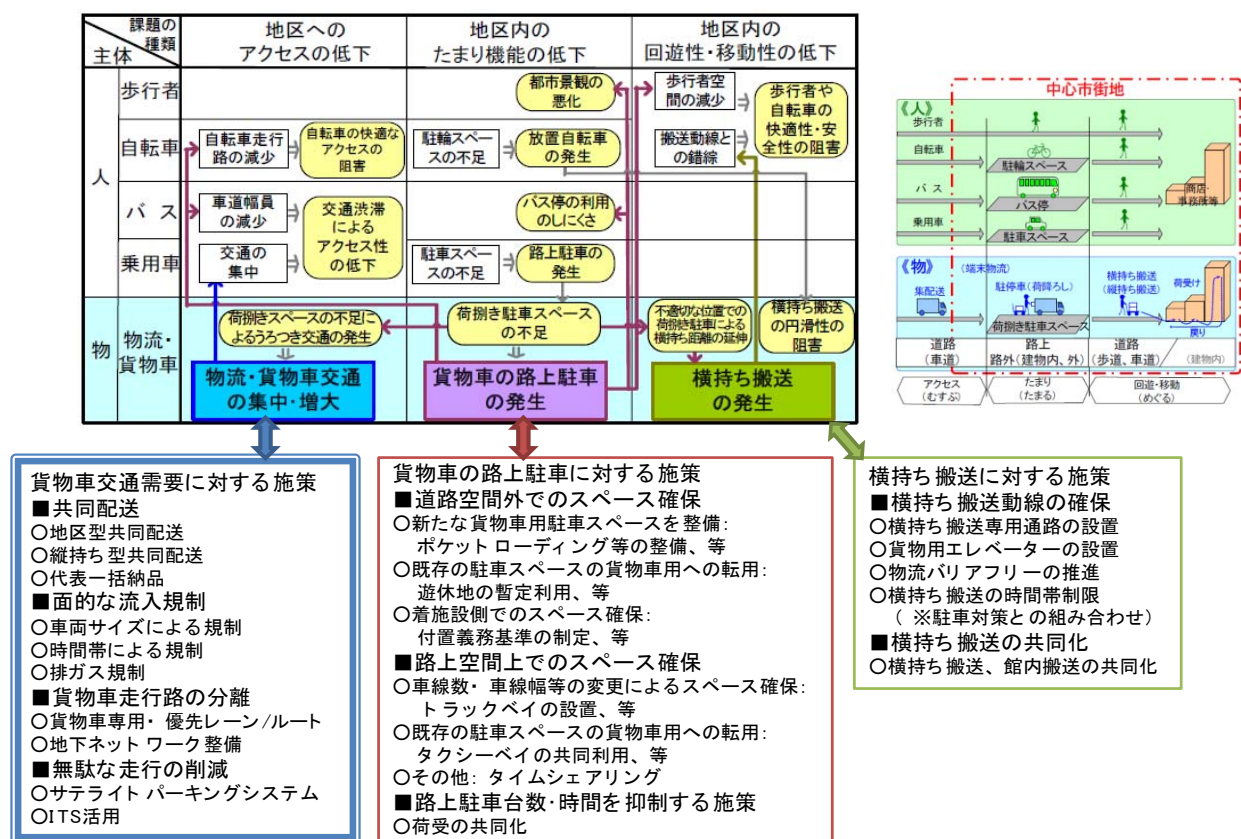 課題の
種類
主体
地区への
アクセスの低下
地区内の
たまり機能の低下
地区内の
回遊性・移動性の低下
人
歩行者
都市景観の
悪化
歩行者空
間の減少
歩行者や
自転車の
快適性・安
全性の阻害
自転車
自転車走行
路の減少
自転車の快適な
アクセスの
阻害
駐輪スペー
スの不足
放置自転車
の発生
搬送動線と
の錯線
バス
車道幅員
の減少
交通渋滞
による
アクセス性
の低下
バス停の利用
のしにくさ
乗用車
交通の
集中
駐車スペー
スの不足
路上駐車の
発生
物
物流・
貨物車
荷捌きスペースの不足に
よるうろつき交通の発生
荷捌き駐車スペース
の不足
不適切な位置での
荷捌き駐車による
横持ち距離の延伸
横持ち搬送
の円滑性の
阻害
物流・貨物車交通
の集中・増大
貨物車の路上駐車
の発生
横持ち搬送
の発生
中心市街地
《人》
歩行者
自転車
駐輪スペース
バス
バス停
乗用車
駐車スペース
商店・
事務所等
《物》
(端末物流)
集配送
駐停車(荷降ろし)
荷捌き駐車スペース
横持ち搬送
(縦持ち搬送)
荷受け
戻り
道路
(車道)
路上
路外(建物内、外)
道路
(歩道、車道)
(建物内)
アクセス
(むすぶ)
たまり
(たまる)
回遊・移動
(めぐる)
貨物車交通需要に対する施策
■共同配送
○地区型共同配送
○縦持ち型共同配送
○代表一括納品
■面的な流入規制
○車両サイズによる規制
○時間帯による規制
○排ガス規制
■貨物車走行路の分離
○貨物車専用・優先レーン/ルート
○地下ネットワーク整備
■無駄な走行の削減
○サテライトパーキングシステム
○ITS活用
貨物車の路上駐車に対する施策
■道路空間外でのスペース確保
○新たな貨物車用駐車スペースを整備:
ポケットローディング等の整備、等
○既存の駐車スペースの貨物車用への転用:
遊休地の暫定利用、等
○着施設側でのスペース確保:
付置義務基準の制定、等
■路上空間上でのスペース確保
○車線数・車線幅等の変更によるスペース確保:
トラックベイの設置、等
○既存の駐車スペースの貨物車用への転用:
タクシーベイの共同利用、等
○その他: タイムシェアリング
■路上駐車台数・時間を抑制する施策
○荷受の共同化
横持ち搬送に対する施策
■横持ち搬送動線の確保
○横持ち搬送専用通路の設置
○貨物用エレベーターの設置
○物流バリアフリーの推進
○横持ち搬送の時間帯制限
( ※駐車対策との組み合わせ)
■横持ち搬送の共同化
○横持ち搬送、館内搬送の共同化